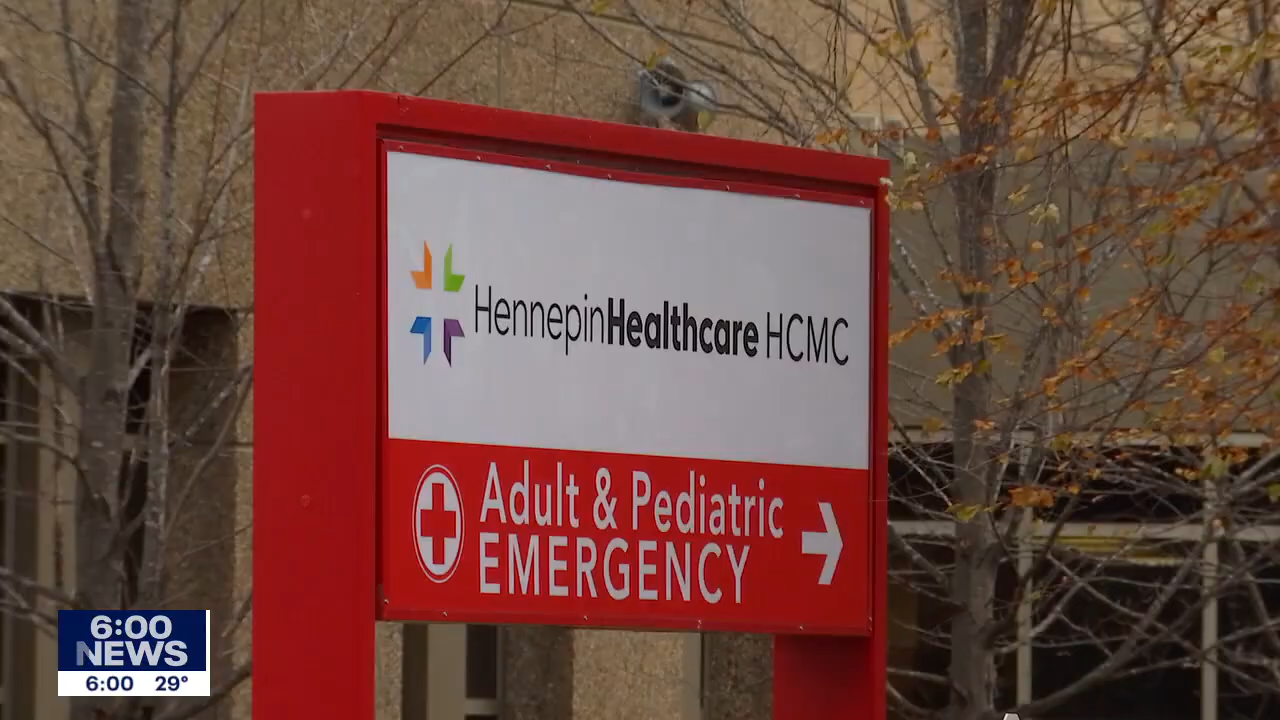 HennepinHealthcare HCMC
Adult & Pediatric
EMERGENCY
6:00
NEWS
6:00 29°